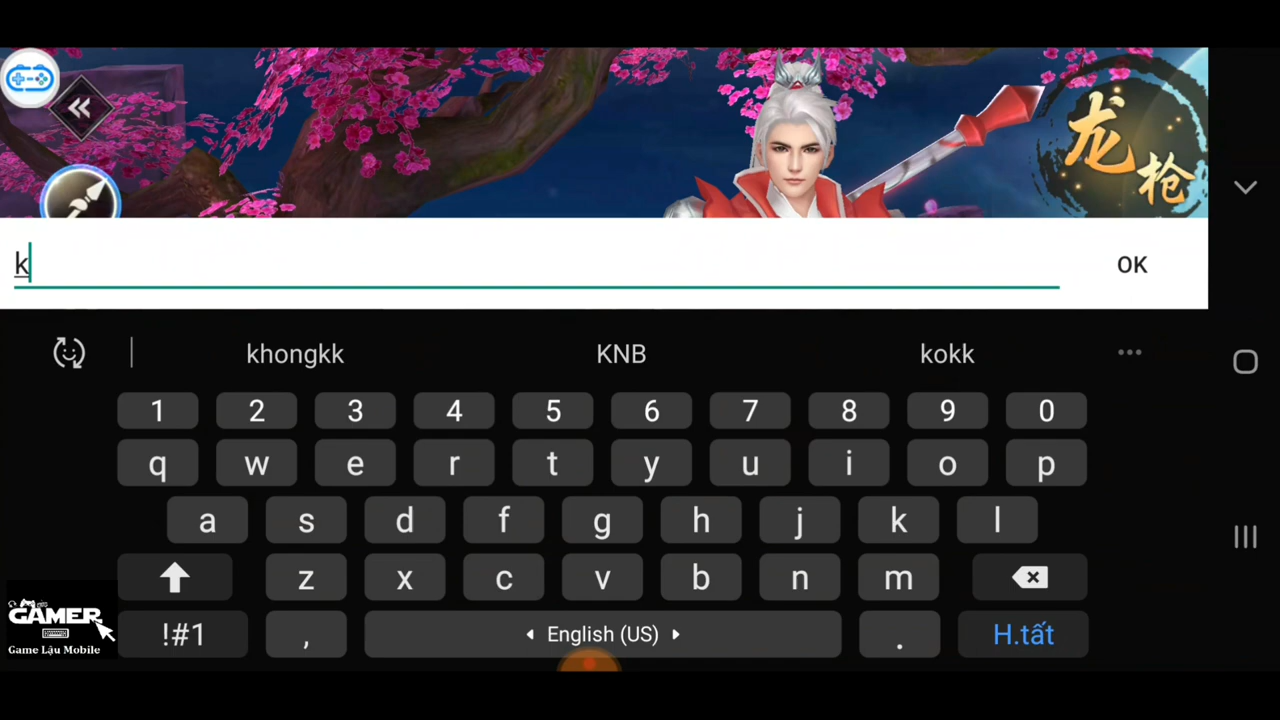 龙枪
k
OK
khongkk KNB kokk
1 2 3 4 5 6 7 8 9 0
q w e r t y u i o p
a s d f g h j k l
z x c v b n m
!#1 , English (US) . H.tất
GAMER
Game Lậu Mobile